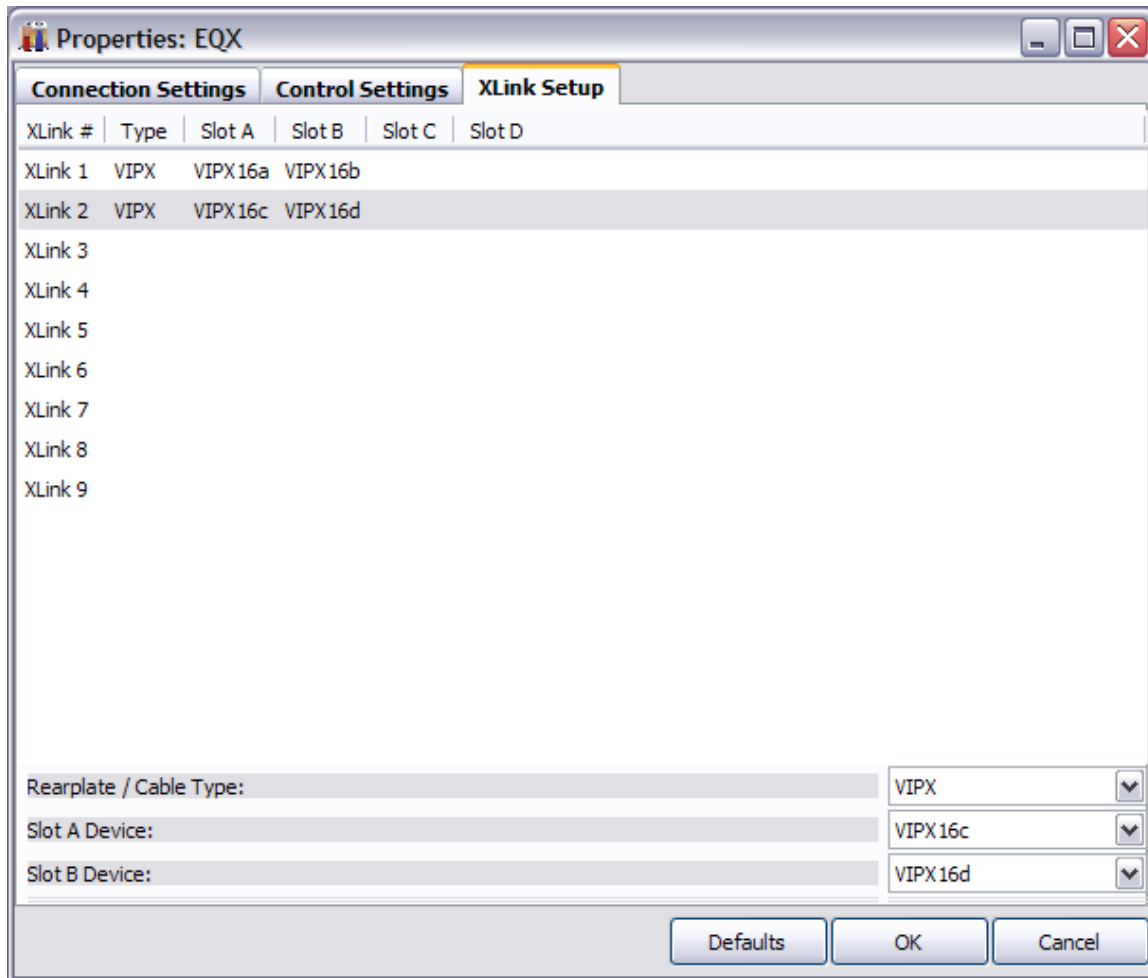 Properties: EQX
Connection Settings Control Settings XLink Setup
XLink # Type Slot A Slot B Slot C Slot D
XLink 1 VIPX VIPX16a VIPX16b
XLink 2 VIPX VIPX16c VIPX16d
XLink 3
XLink 4
XLink 5
XLink 6
XLink 7
XLink 8
XLink 9
Rearplate / Cable Type: VIPX
Slot A Device: VIPX16c
Slot B Device: VIPX16d
Defaults OK Cancel